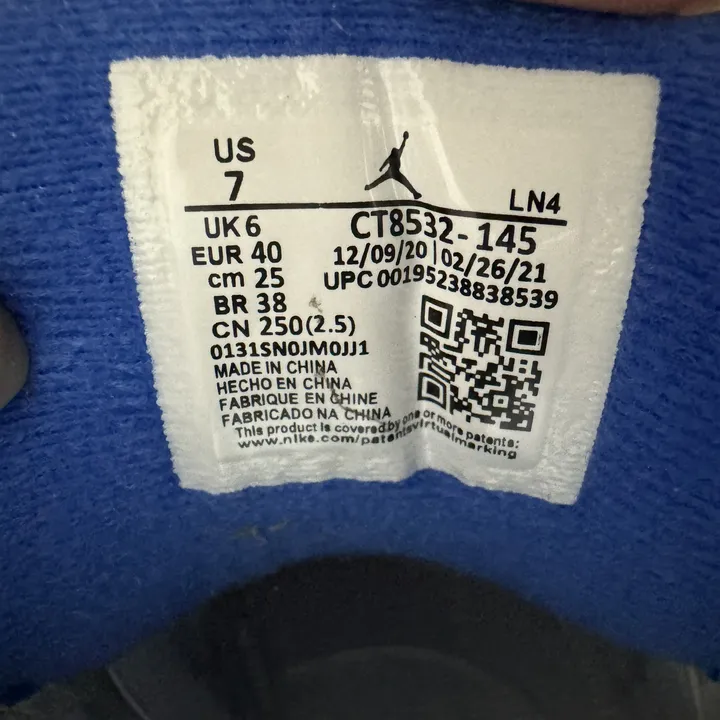 US
7
LN4
UK 6
CT8532-145
EUR 40
12/09/20|02/26/21
cm 25
UPC 00195238838539
BR 38
CN 250(2.5)
0131SN0JM0JJ1
MADE IN CHINA
HECHO EN CHINA
FABRIQUE EN CHINE
FABRICADO NA CHINA
This product is covered by one or more patents:
www.nike.com/patentsvirtualmarking